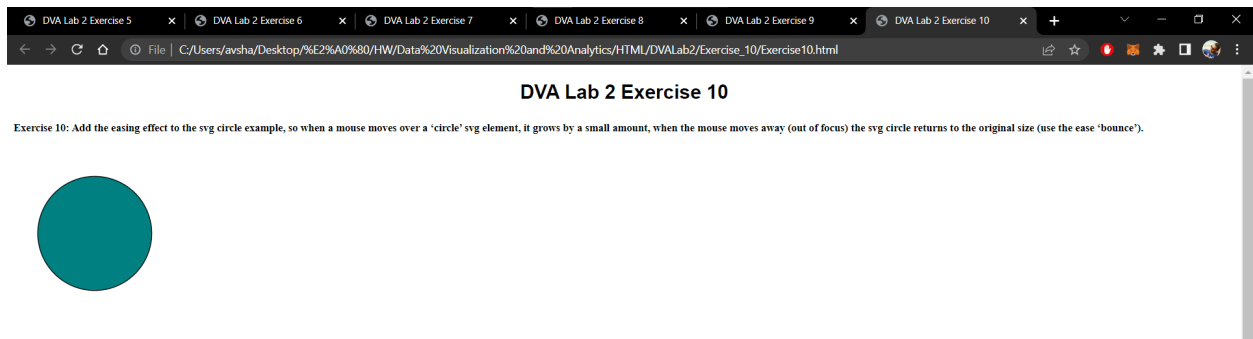 DVA Lab 2 Exercise 5 DVA Lab 2 Exercise 6 DVA Lab 2 Exercise 7 DVA Lab 2 Exercise 8 DVA Lab 2 Exercise 9 DVA Lab 2 Exercise 10
File | C:/Users/avsha/Desktop/%E2%A0%80/HW/Data%20Visualization%20and%20Analytics/HTML/DVALab2/Exercise_10/Exercise10.html
DVA Lab 2 Exercise 10
Exercise 10: Add the easing effect to the svg circle example, so when a mouse moves over a ‘circle’ svg element, it grows by a small amount, when the mouse moves away (out of focus) the svg circle returns to the original size (use the ease ‘bounce’).